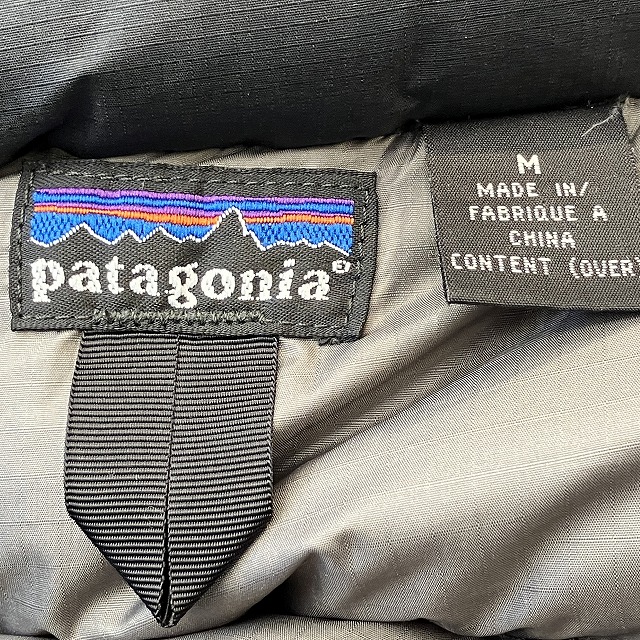 patagonia®
M
MADE IN/
FABRIQUE A
CHINA
CONTENT (OVER)